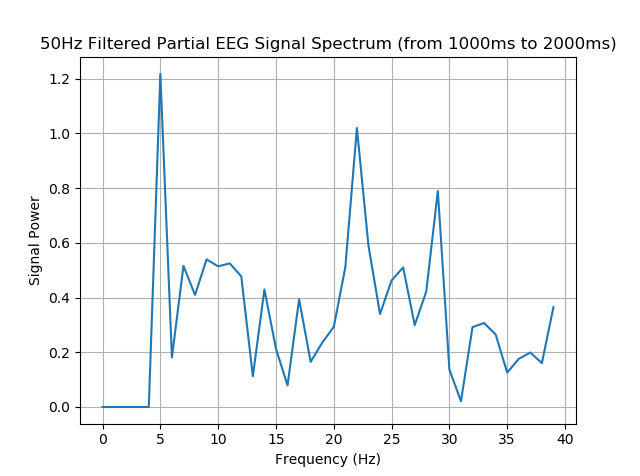 50Hz Filtered Partial EEG Signal Spectrum (from 1000ms to 2000ms)
1.2
1.0
0.8
0.6
0.4
0.2
0.0
Signal Power
0 5 10 15 20 25 30 35 40
Frequency (Hz)